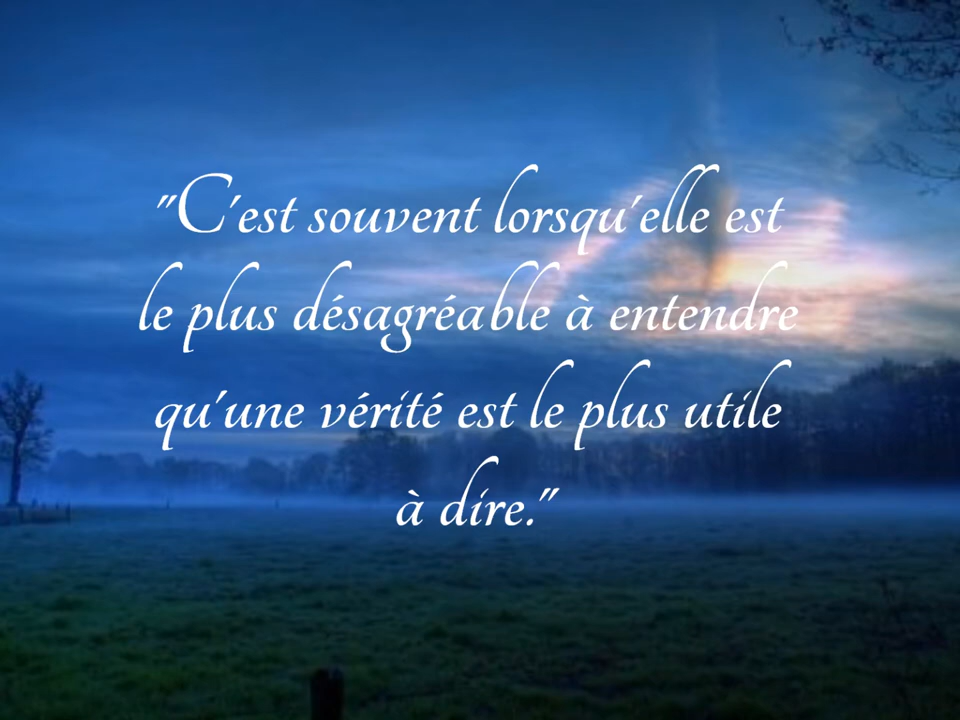 "C'est souvent lorsqu'elle est
le plus désagréable à entendre
qu'une vérité est le plus utile
à dire."